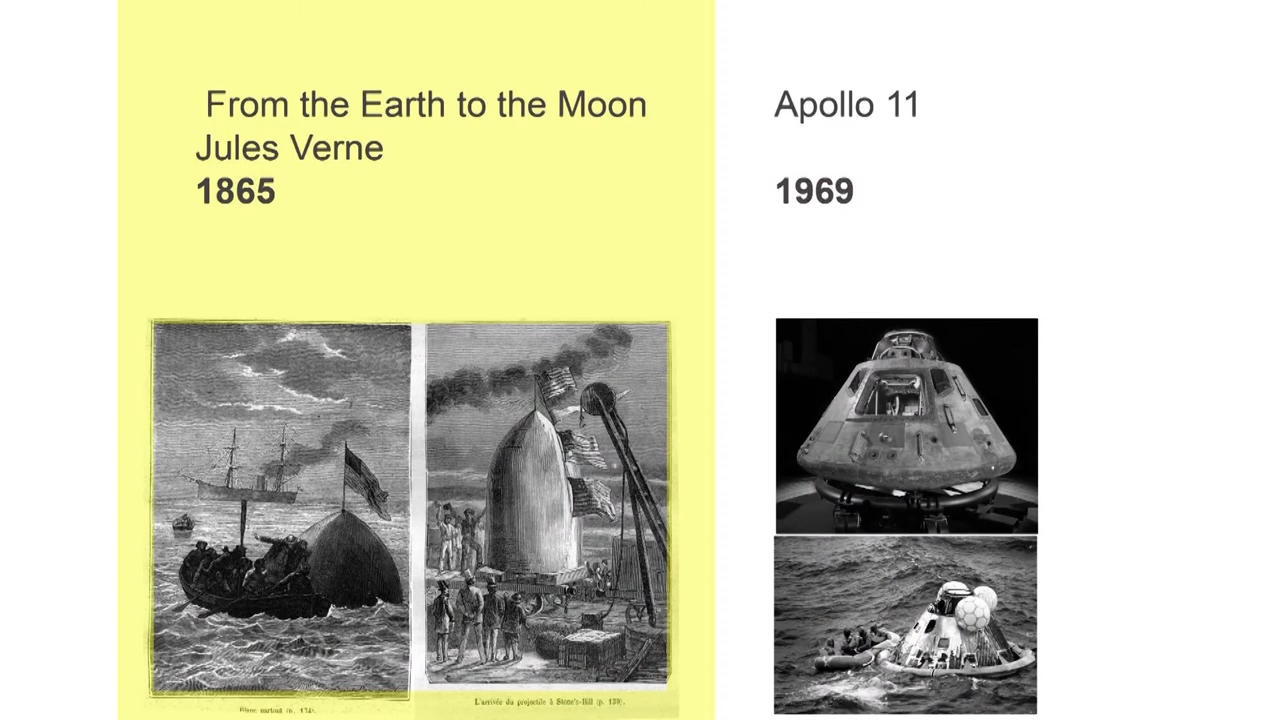 From the Earth to the Moon
Jules Verne
1865
Apollo 11
1969
L'arrivée du projectile à Stone's-Hill (p. 139).